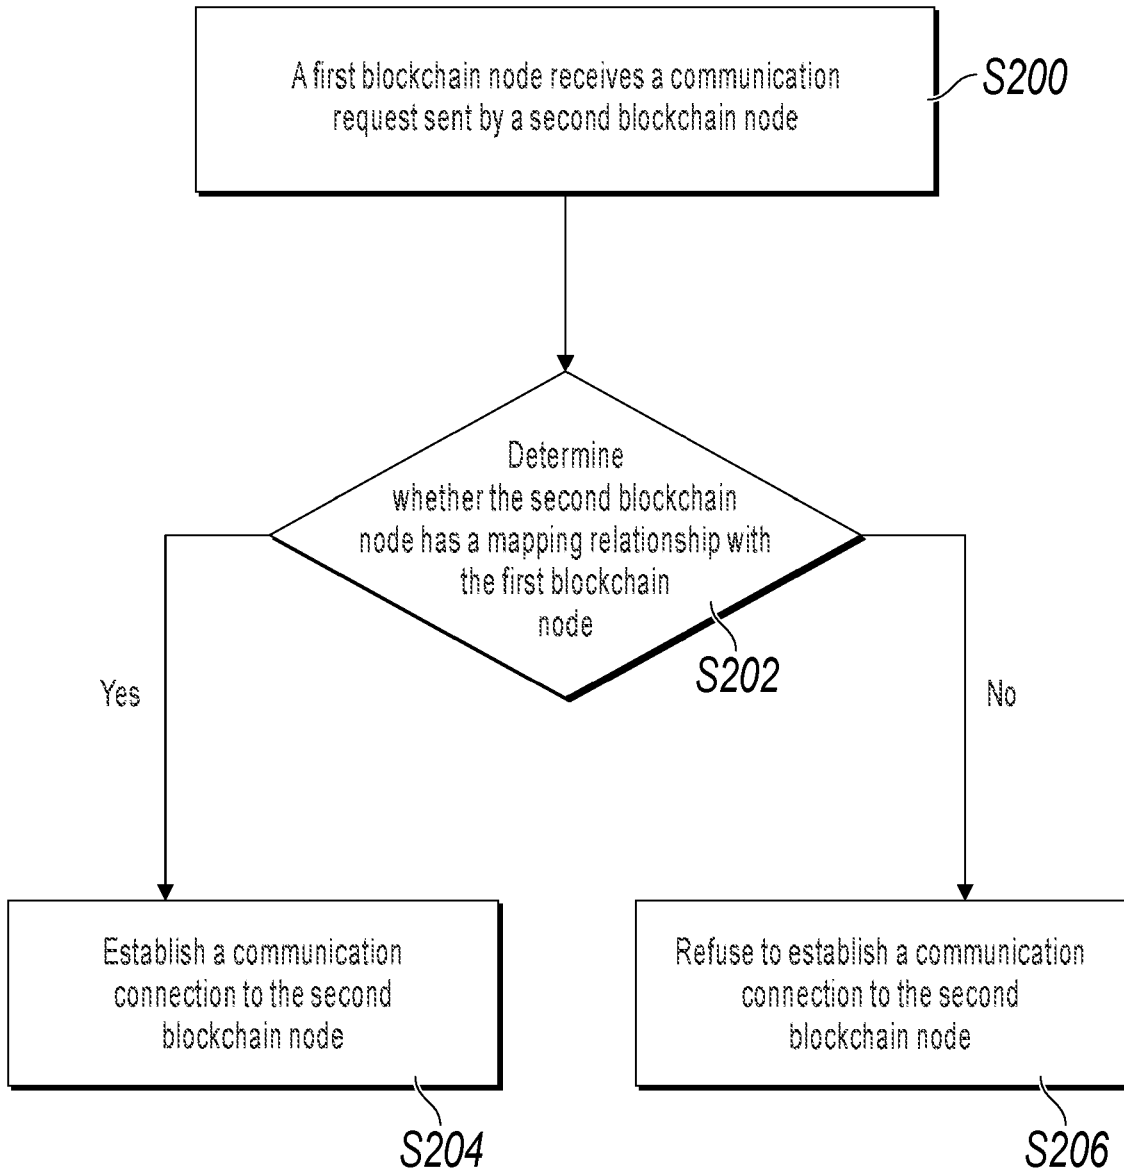 A first blockchain node receives a communication
request sent by a second blockchain node
S200
Determine
whether the second blockchain
node has a mapping relationship with
the first blockchain
node
S202
Yes
No
Establish a communication
connection to the second
blockchain node
S204
Refuse to establish a communication
connection to the second
blockchain node
S206